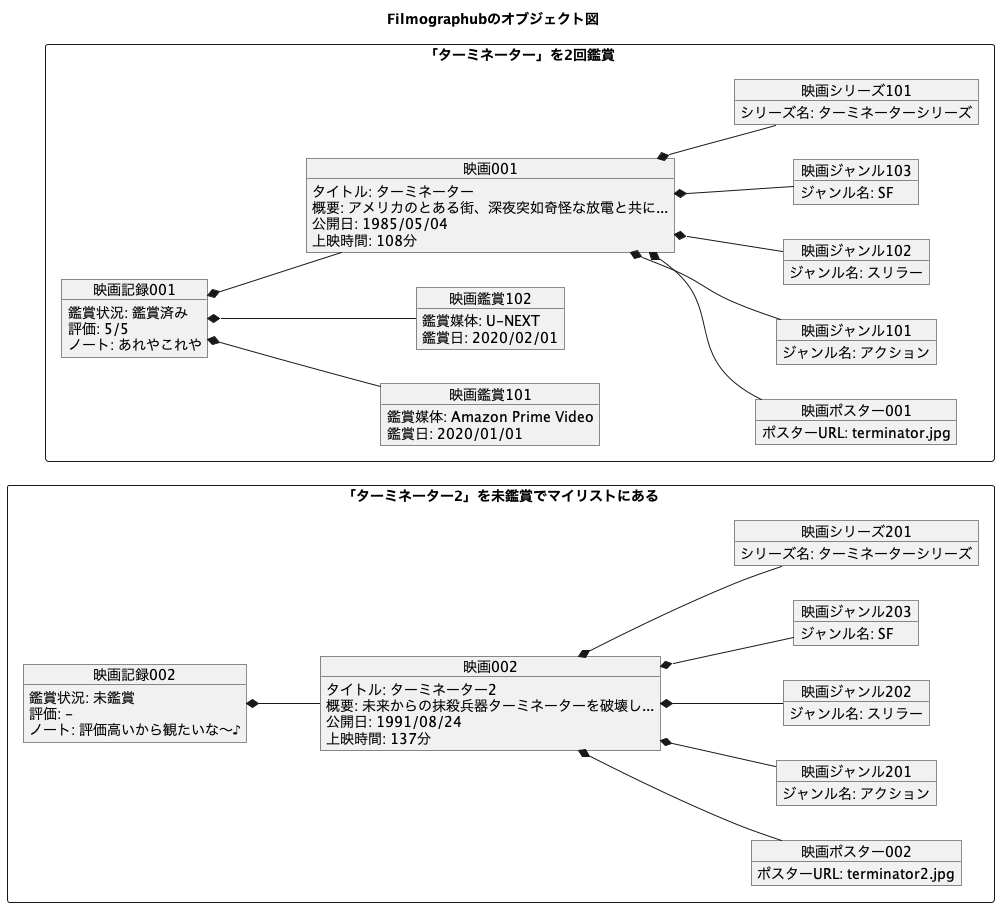 Filmographubのオブジェクト図
「ターミネーター」を2回鑑賞
映画シリーズ101
シリーズ名: ターミネーターシリーズ
映画001
タイトル: ターミネーター
概要: アメリカのとある街、深夜突如奇怪な放電と共に...
公開日: 1985/05/04
上映時間: 108分
映画ジャンル103
ジャンル名: SF
映画ジャンル102
ジャンル名: スリラー
映画記録001
鑑賞状況: 鑑賞済み
評価: 5/5
ノート: あれやこれや
映画鑑賞102
鑑賞媒体: U-NEXT
鑑賞日: 2020/02/01
映画ジャンル101
ジャンル名: アクション
映画鑑賞101
鑑賞媒体: Amazon Prime Video
鑑賞日: 2020/01/01
映画ポスター001
ポスターURL: terminator.jpg
「ターミネーター2」を未鑑賞でマイリストにある
映画シリーズ201
シリーズ名: ターミネーターシリーズ
映画ジャンル203
ジャンル名: SF
映画記録002
鑑賞状況: 未鑑賞
評価: -
ノート: 評価高いから観たいな〜♪
映画002
タイトル: ターミネーター2
概要: 未来からの抹殺兵器ターミネーターを破壊し...
公開日: 1991/08/24
上映時間: 137分
映画ジャンル202
ジャンル名: スリラー
映画ジャンル201
ジャンル名: アクション
映画ポスター002
ポスターURL: terminator2.jpg